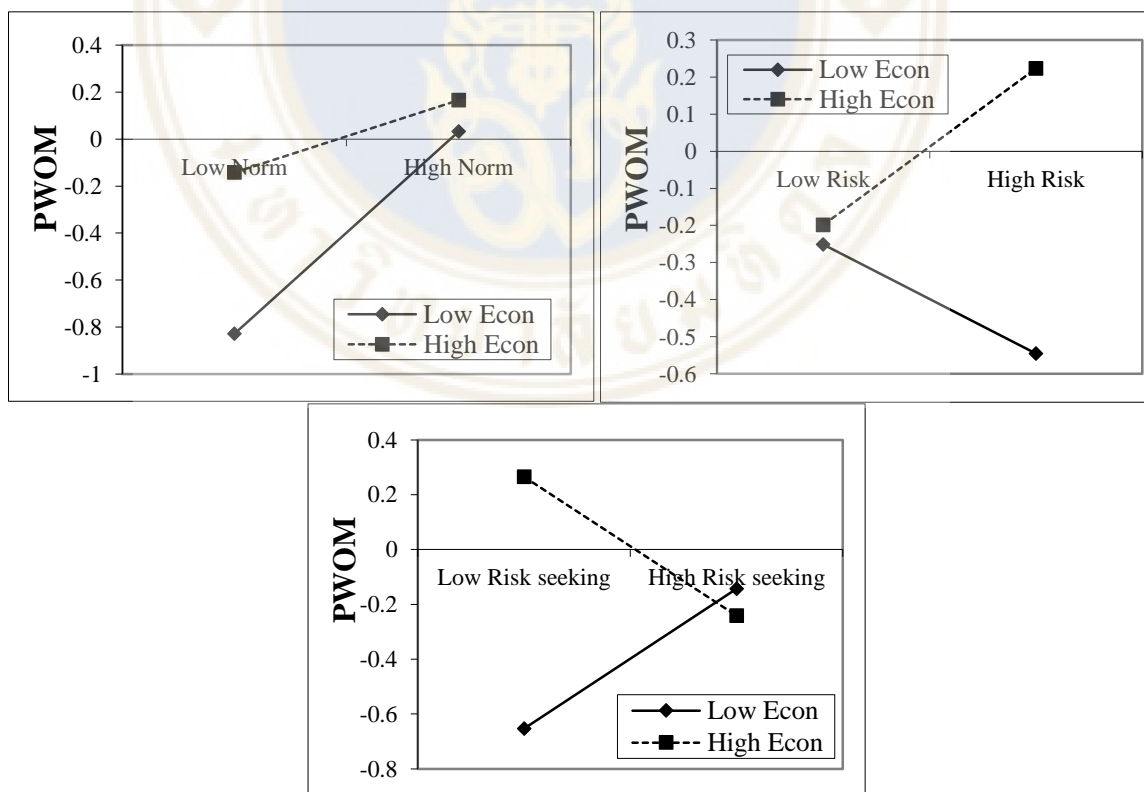 0.4
0.2
0
-0.2
-0.4
-0.6
-0.8
-1
PWOM
Low Norm
High Norm
Low Econ
High Econ
0.3
0.2
0.1
0
-0.1
-0.2
-0.3
-0.4
-0.5
-0.6
PWOM
Low Econ
High Econ
Low Risk
High Risk
0.4
0.2
0
-0.2
-0.4
-0.6
-0.8
PWOM
Low Risk seeking
High Risk seeking
Low Econ
High Econ